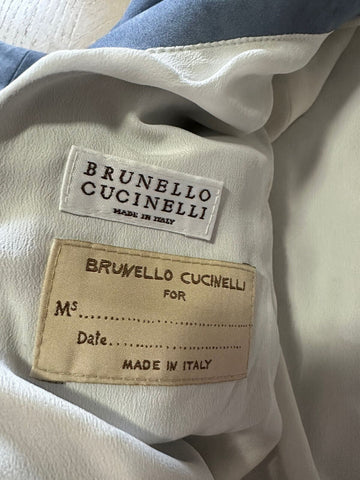 BRUNELLO
CUCINELLI
MADE IN ITALY
BRUNELLO CUCINELLI
FOR
Ms.........................
Date.......................
MADE IN ITALY